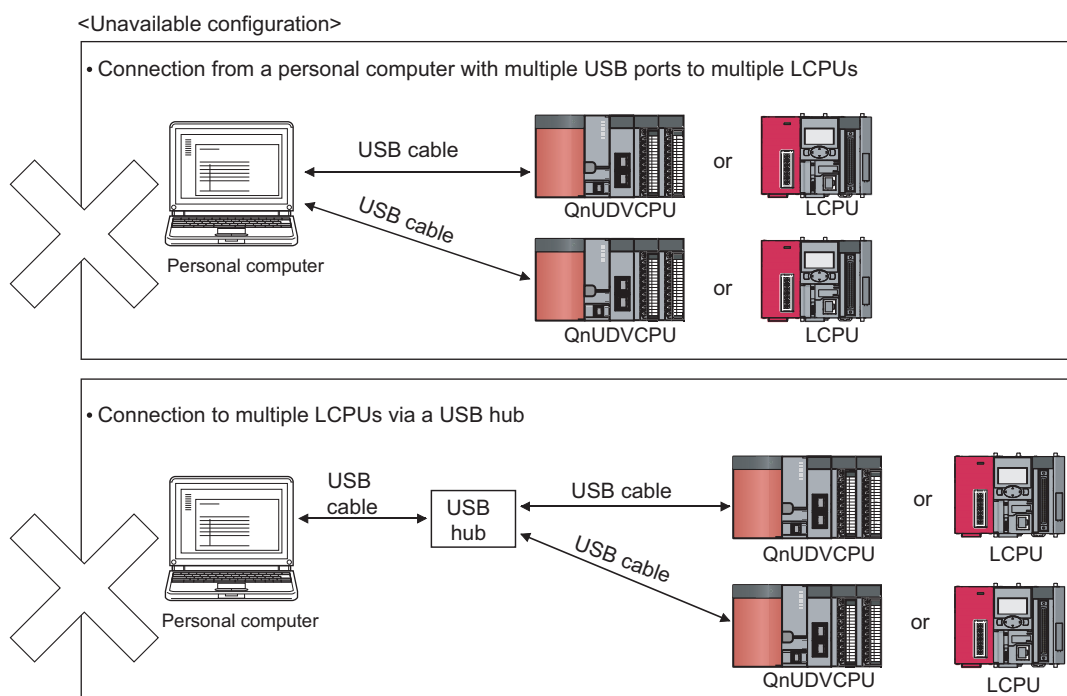 <Unavailable configuration>
• Connection from a personal computer with multiple USB ports to multiple LCPUs
USB cable
or
QnUDVCPU
LCPU
USB cable
Personal computer
or
QnUDVCPU
LCPU
• Connection to multiple LCPUs via a USB hub
USB
cable
USB
hub
USB cable
or
QnUDVCPU
LCPU
USB cable
Personal computer
or
QnUDVCPU
LCPU